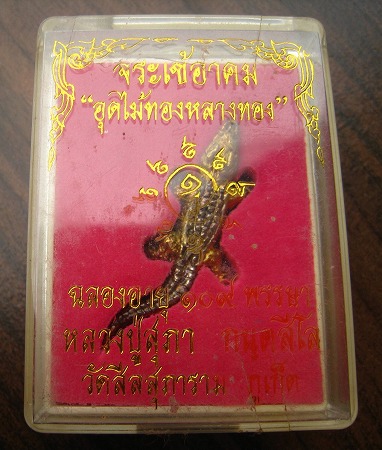 จระเข้อาคม
"อุดไม้ทองหลางทอง"
ฉลองอายุ ๑๐๙ พรรษา
หลวงปู่สุภา กนฺตสีโล
วัดสีลสุภาราม ภูเก็ต